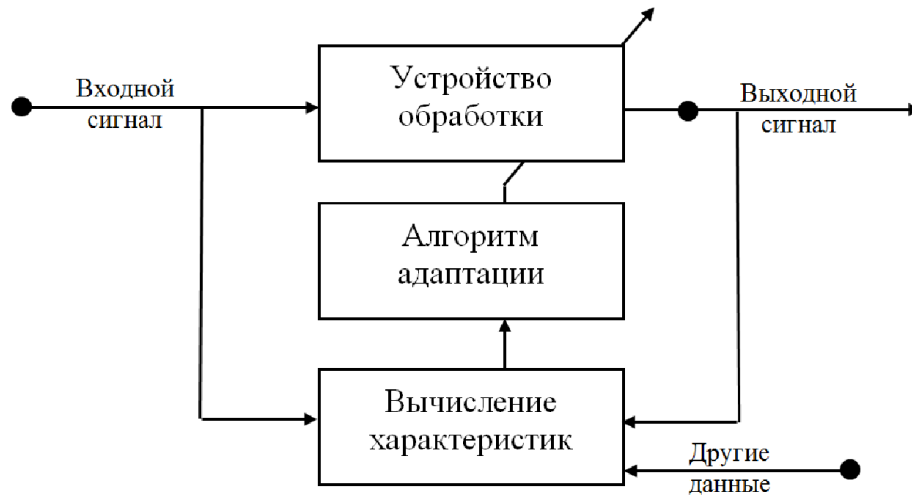 Входной
сигнал
Устройство
обработки
Выходной
сигнал
Алгоритм
адаптации
Вычисление
характеристик
Другие
данные